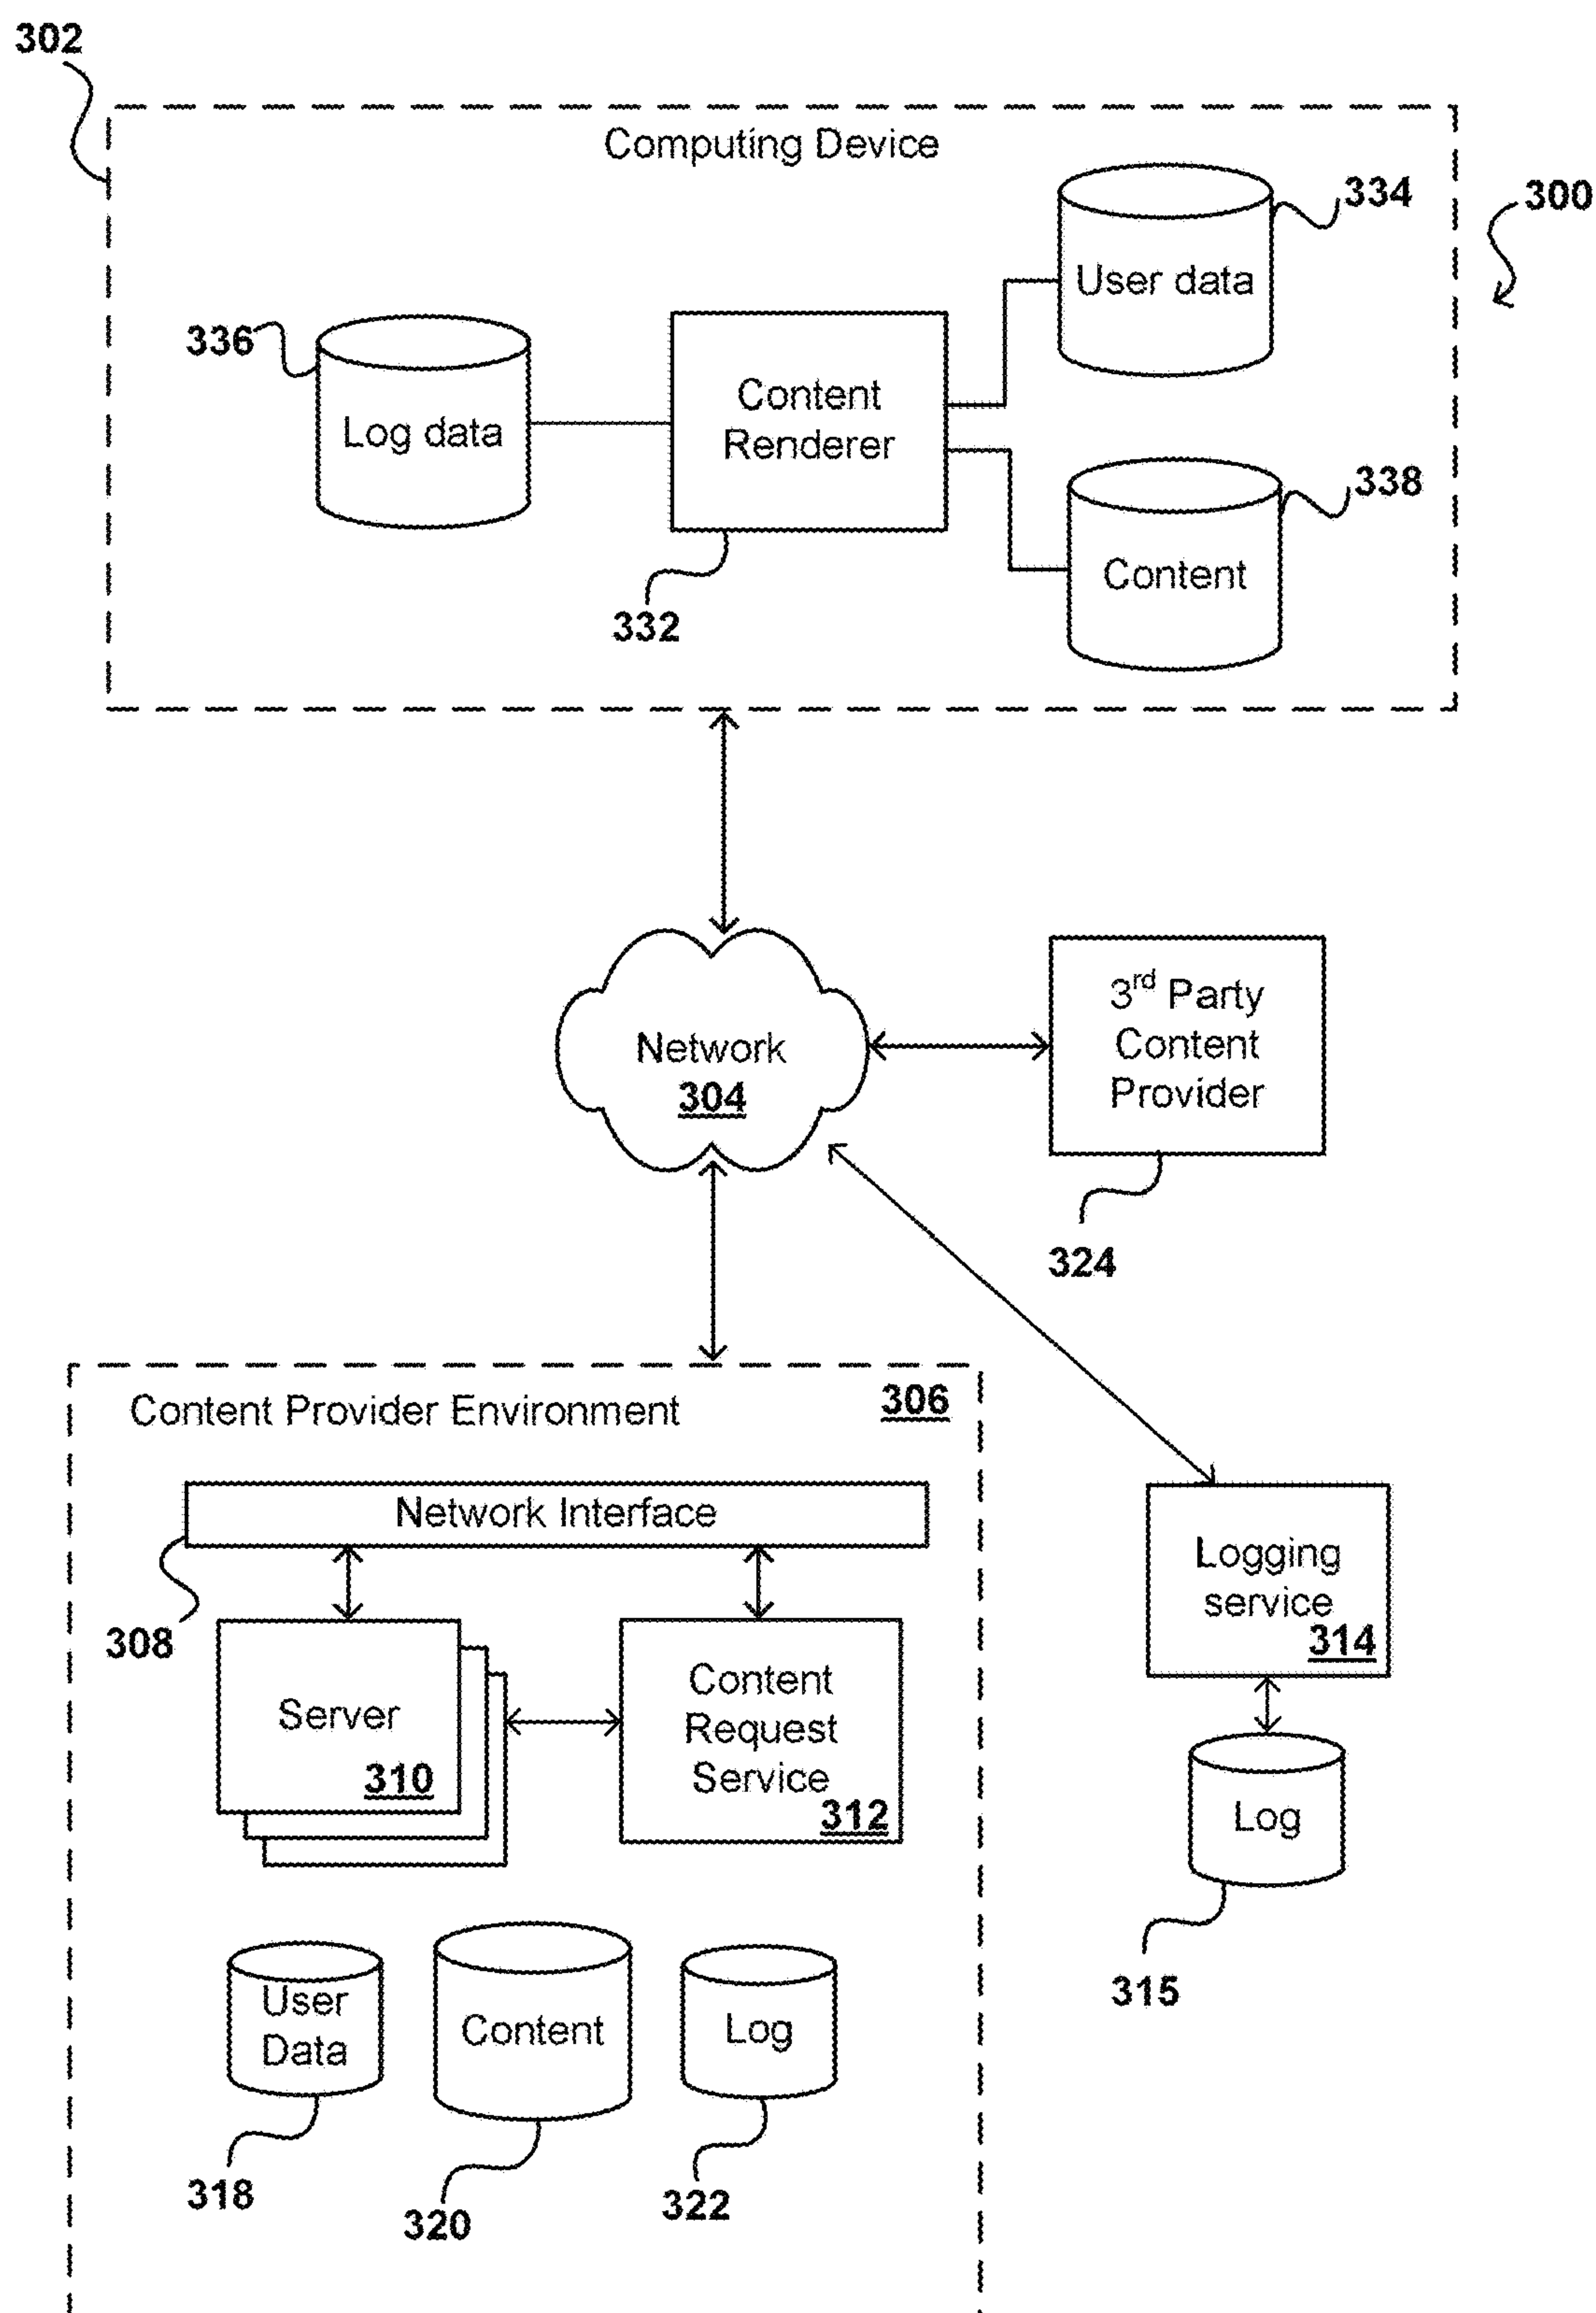 302
Computing Device
334
300
User data
336
Log data
Content
Renderer
338
Content
332
Network
304
3rd Party
Content
Provider
324
Content Provider Environment
306
Network Interface
308
Server
310
Content
Request
Service
312
Logging
service
314
Log
315
User
Data
Content
Log
318
320
322